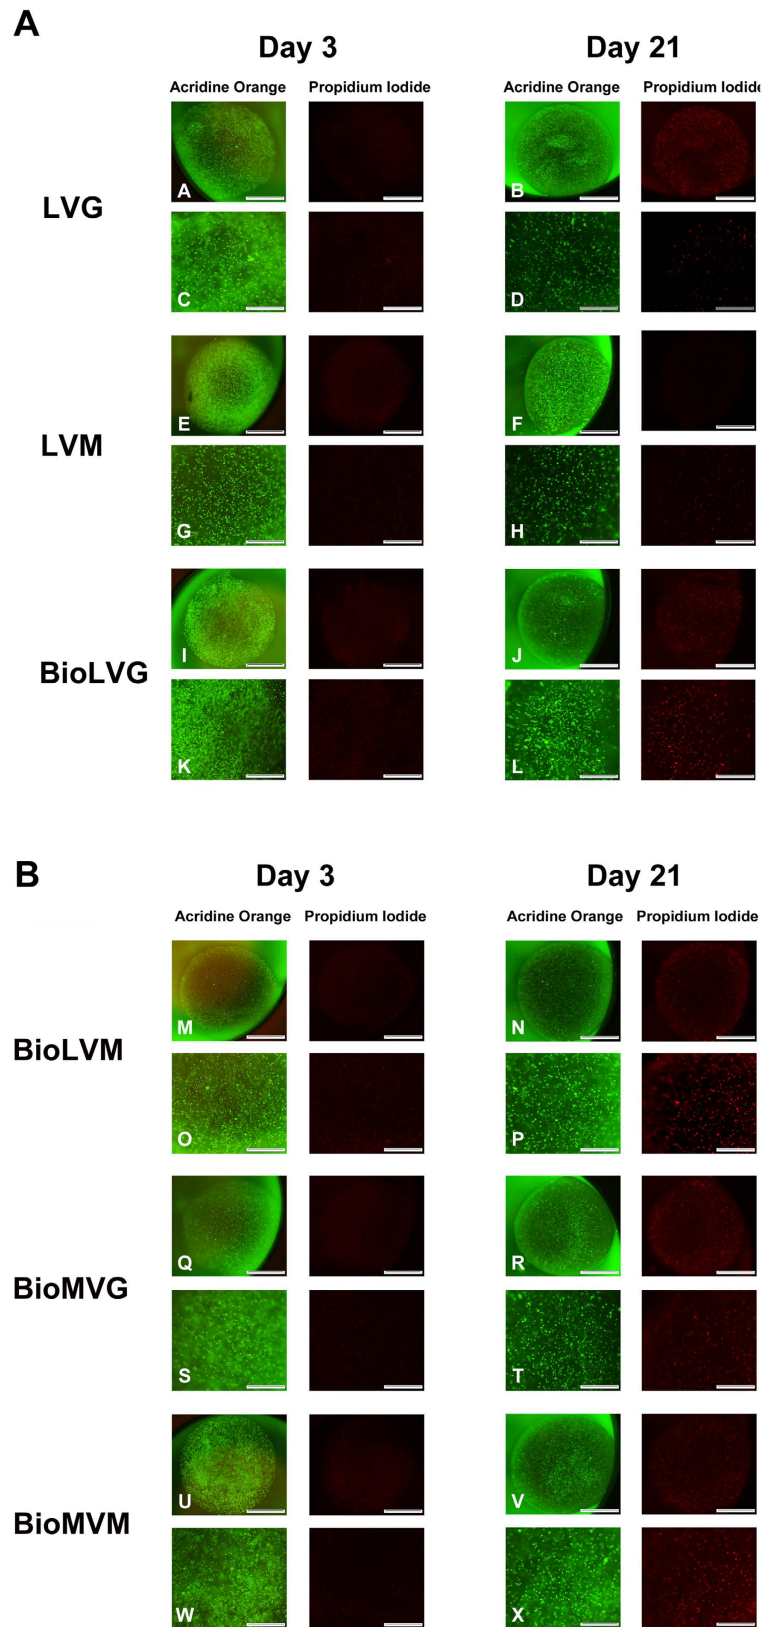 A
Day 3 Day 21
Acridine Orange Propidium Iodide Acridine Orange Propidium Iodide
LVG
A B
C D
LVM
E F
G H
BioLVG
I J
K L
B
Day 3 Day 21
Acridine Orange Propidium Iodide Acridine Orange Propidium Iodide
BioLVM
M N
O P
BioMVG
Q R
S T
BioMVM
U V
W X